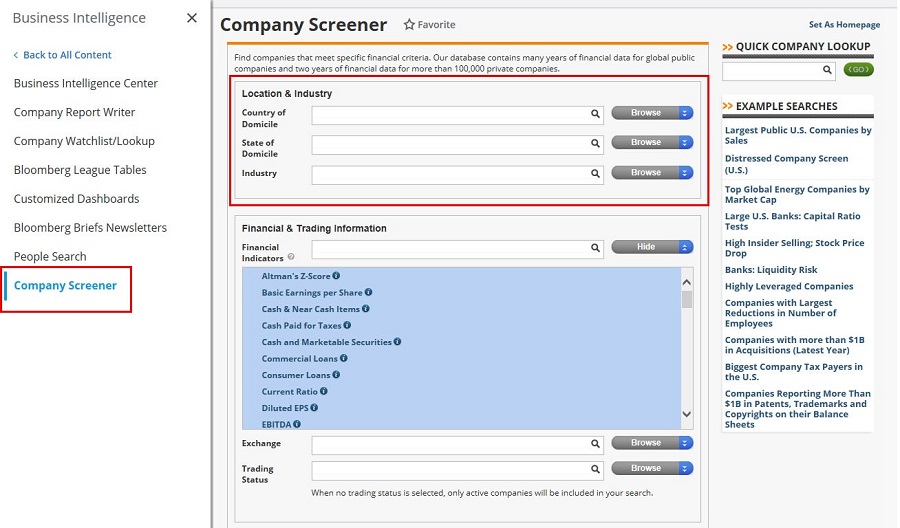 Business Intelligence
Back to All Content
Business Intelligence Center
Company Report Writer
Company Watchlist/Lookup
Bloomberg League Tables
Customized Dashboards
Bloomberg Briefs Newsletters
People Search
Company Screener
Company Screener
Favorite
Set As Homepage
Find companies that meet specific financial criteria. Our database contains many years of financial data for global public
companies and two years of financial data for more than 100,000 private companies.
Location & Industry
Country of
Domicile
Browse
State of
Domicile
Browse
Industry
Browse
Financial & Trading Information
Financial
Indicators
Hide
Altman's Z-Score
Basic Earnings per Share
Cash & Near Cash Items
Cash Paid for Taxes
Cash and Marketable Securities
Commercial Loans
Consumer Loans
Current Ratio
Diluted EPS
EBITDA
Exchange
Browse
Trading
Status
Browse
When no trading status is selected, only active companies will be included in your search.
QUICK COMPANY LOOKUP
GO
EXAMPLE SEARCHES
Largest Public U.S. Companies by
Sales
Distressed Company Screen
(U.S.)
Top Global Energy Companies by
Market Cap
Large U.S. Banks: Capital Ratio
Tests
High Insider Selling; Stock Price
Drop
Banks: Liquidity Risk
Highly Leveraged Companies
Companies with Largest
Reductions in Number of
Employees
Companies with more than $1B
in Acquisitions (Latest Year)
Biggest Company Tax Payers in
the U.S.
Companies Reporting More Than
$1B in Patents, Trademarks and
Copyrights on their Balance
Sheets